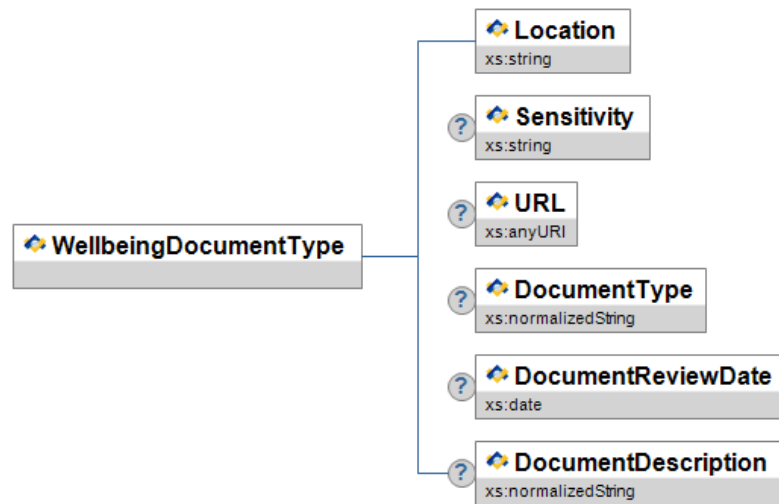 Location
xs:string
?
Sensitivity
xs:string
?
URL
xs:anyURI
WellbeingDocumentType
?
DocumentType
xs:normalizedString
?
DocumentReviewDate
xs:date
?
DocumentDescription
xs:normalizedString